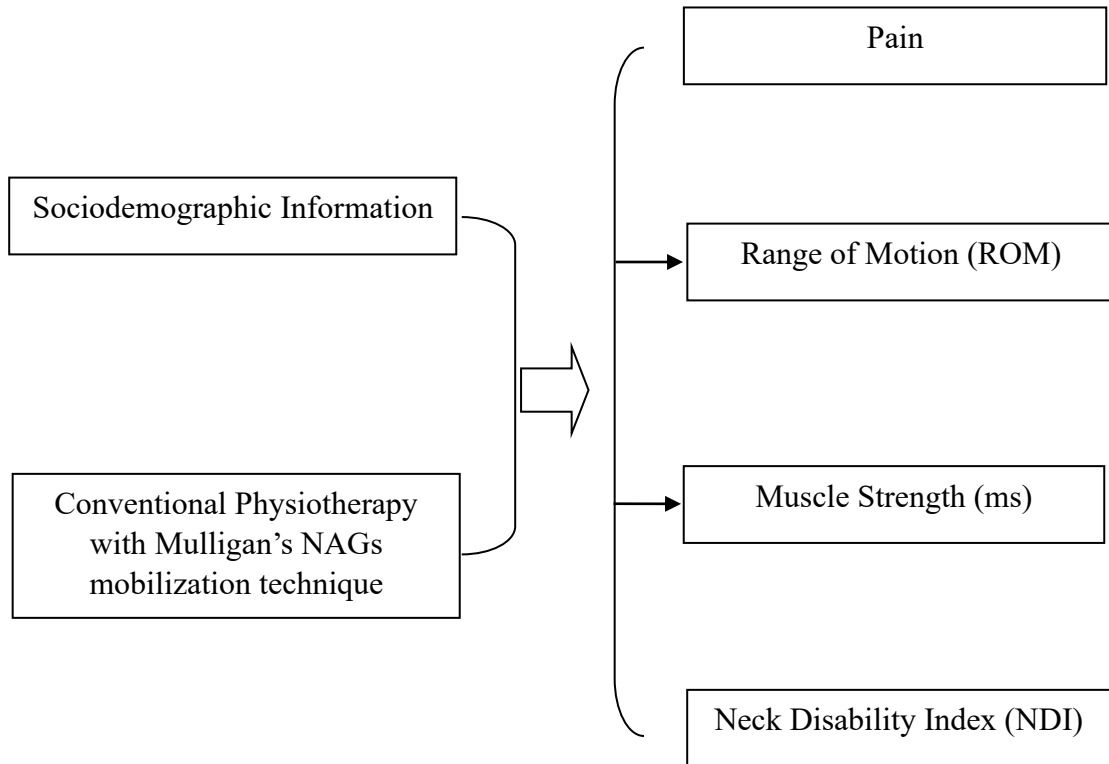 Pain
Sociodemographic Information
Range of Motion (ROM)
Conventional Physiotherapy
with Mulligan’s NAGs
mobilization technique
Muscle Strength (ms)
Neck Disability Index (NDI)